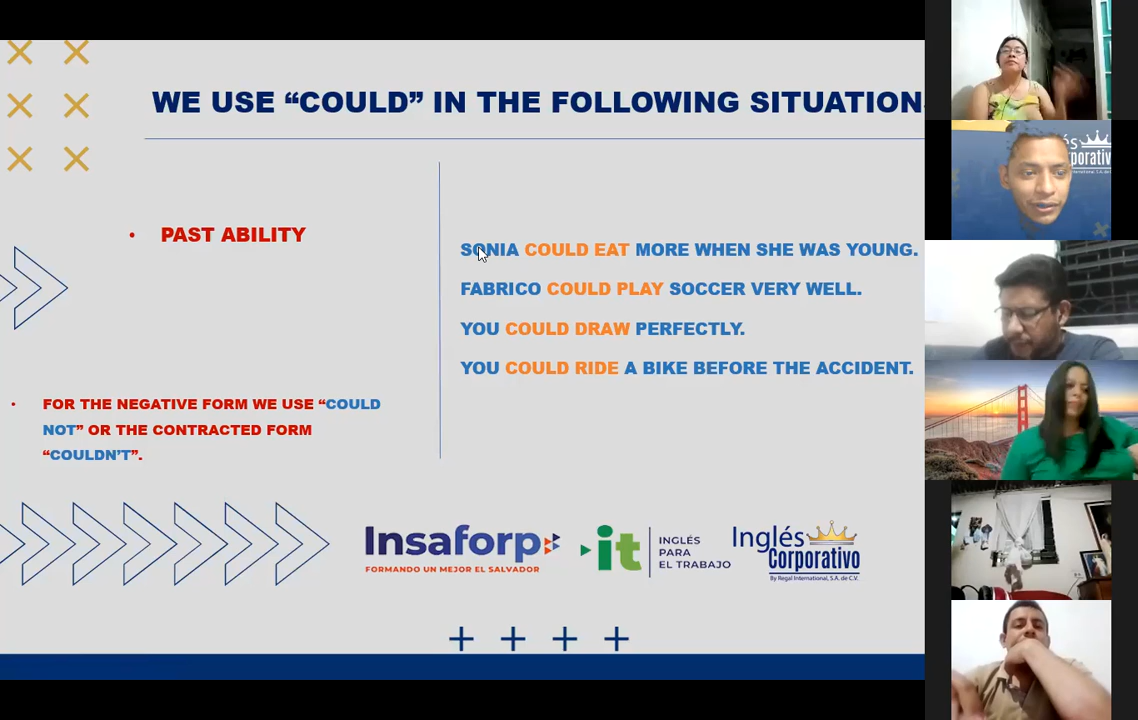 WE USE “COULD” IN THE FOLLOWING SITUATION
• PAST ABILITY
SONIA COULD EAT MORE WHEN SHE WAS YOUNG.
FABRICO COULD PLAY SOCCER VERY WELL.
YOU COULD DRAW PERFECTLY.
YOU COULD RIDE A BIKE BEFORE THE ACCIDENT.
• FOR THE NEGATIVE FORM WE USE “COULD
NOT” OR THE CONTRACTED FORM
“COULDN’T”.
Insaforp
FORMANDO UN MEJOR EL SALVADOR
it
INGLÉS
PARA
EL TRABAJO
Inglés
Corporativo
By Regal International, S.A. de C.V.
és
porativ